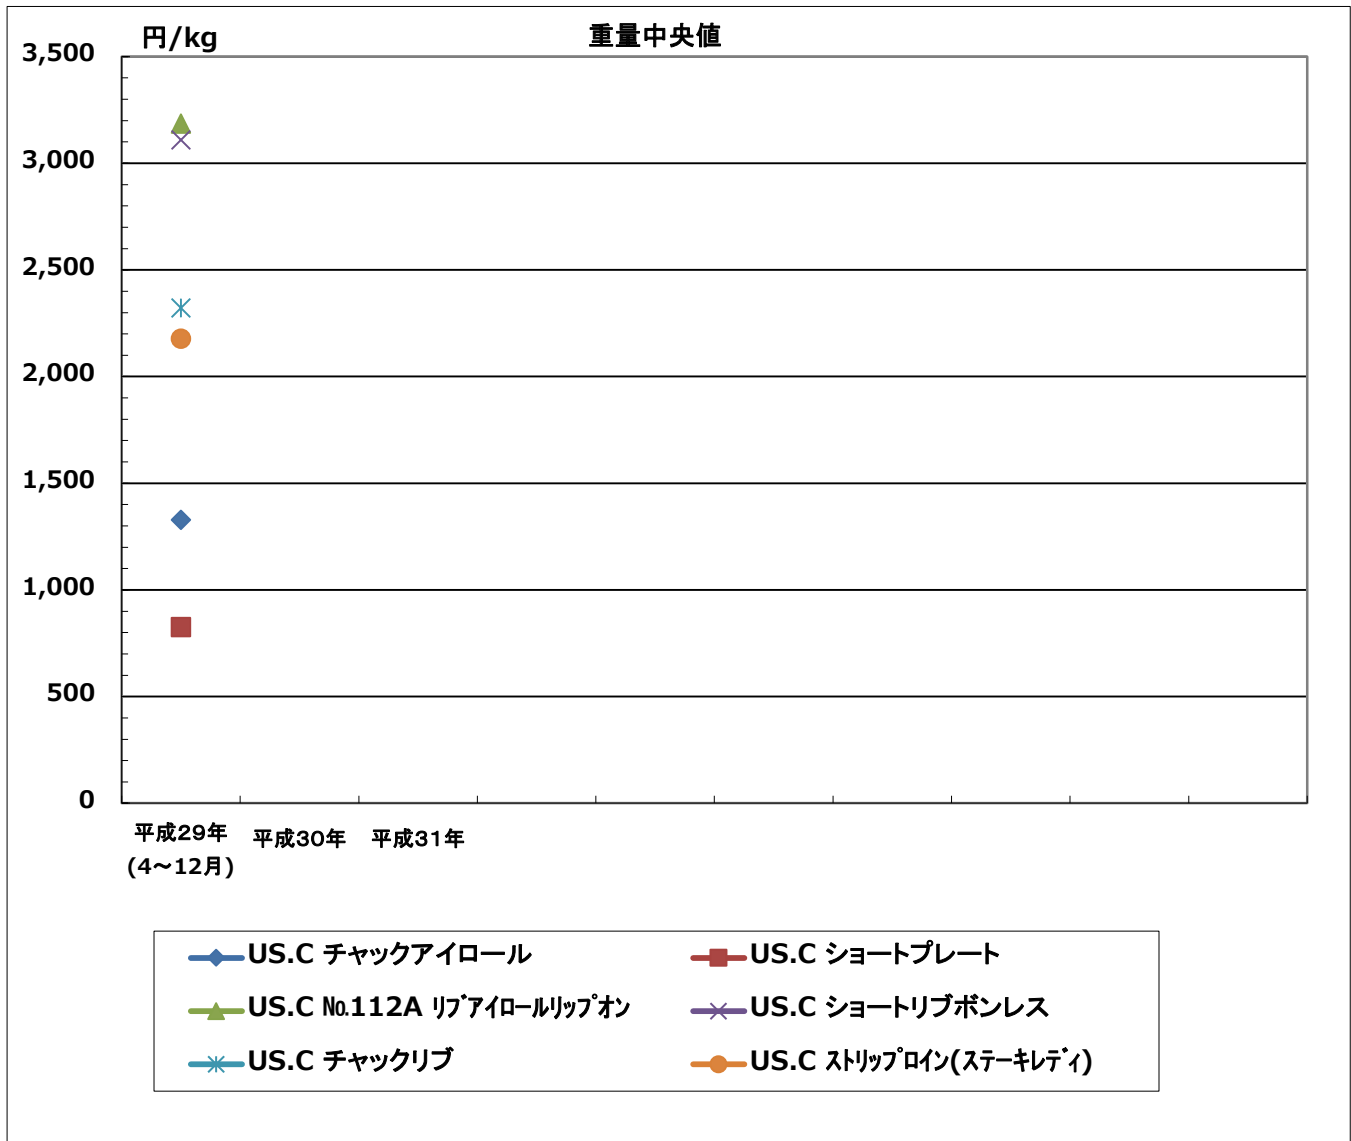 円/kg
重量中央値
3,500
3,000
2,500
2,000
1,500
1,000
500
0
平成29年
(4～12月)
平成30年
平成31年
US.C チャックアイロール
US.C ショートプレート
US.C №112A ﾘﾌﾞｱｲﾛｰﾙﾘｯﾌﾟｵﾝ
US.C ショートリブボンレス
US.C チャックリブ
US.C ｽﾄﾘｯﾌﾟﾛｲﾝ(ｽﾃｰｷﾚﾃﾞｨ)